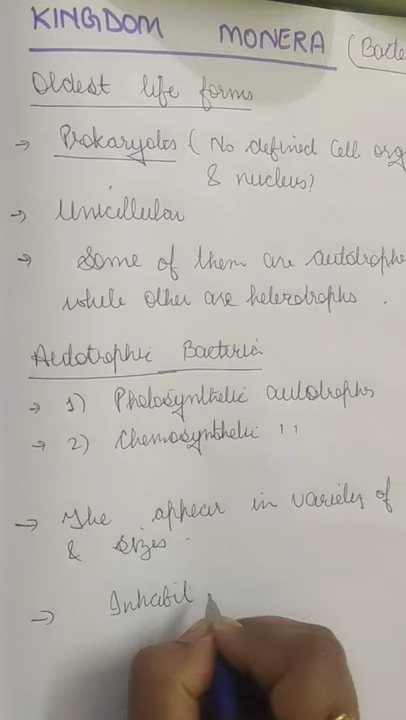 KINGDOM MONERA (Bacte
Oldest life forms
→ Prokaryotes ( No defined Cell org
& nucleus?
→ Unicellular
→ Some of them are autotrophs
while other are heterotrophs .
Autotrophic Bacteria
→ 1) Photosynthetic autotrophs
→ 2) Chemosynthetic ''
→ The appear in variety of
& sizes .
→ Inhabit